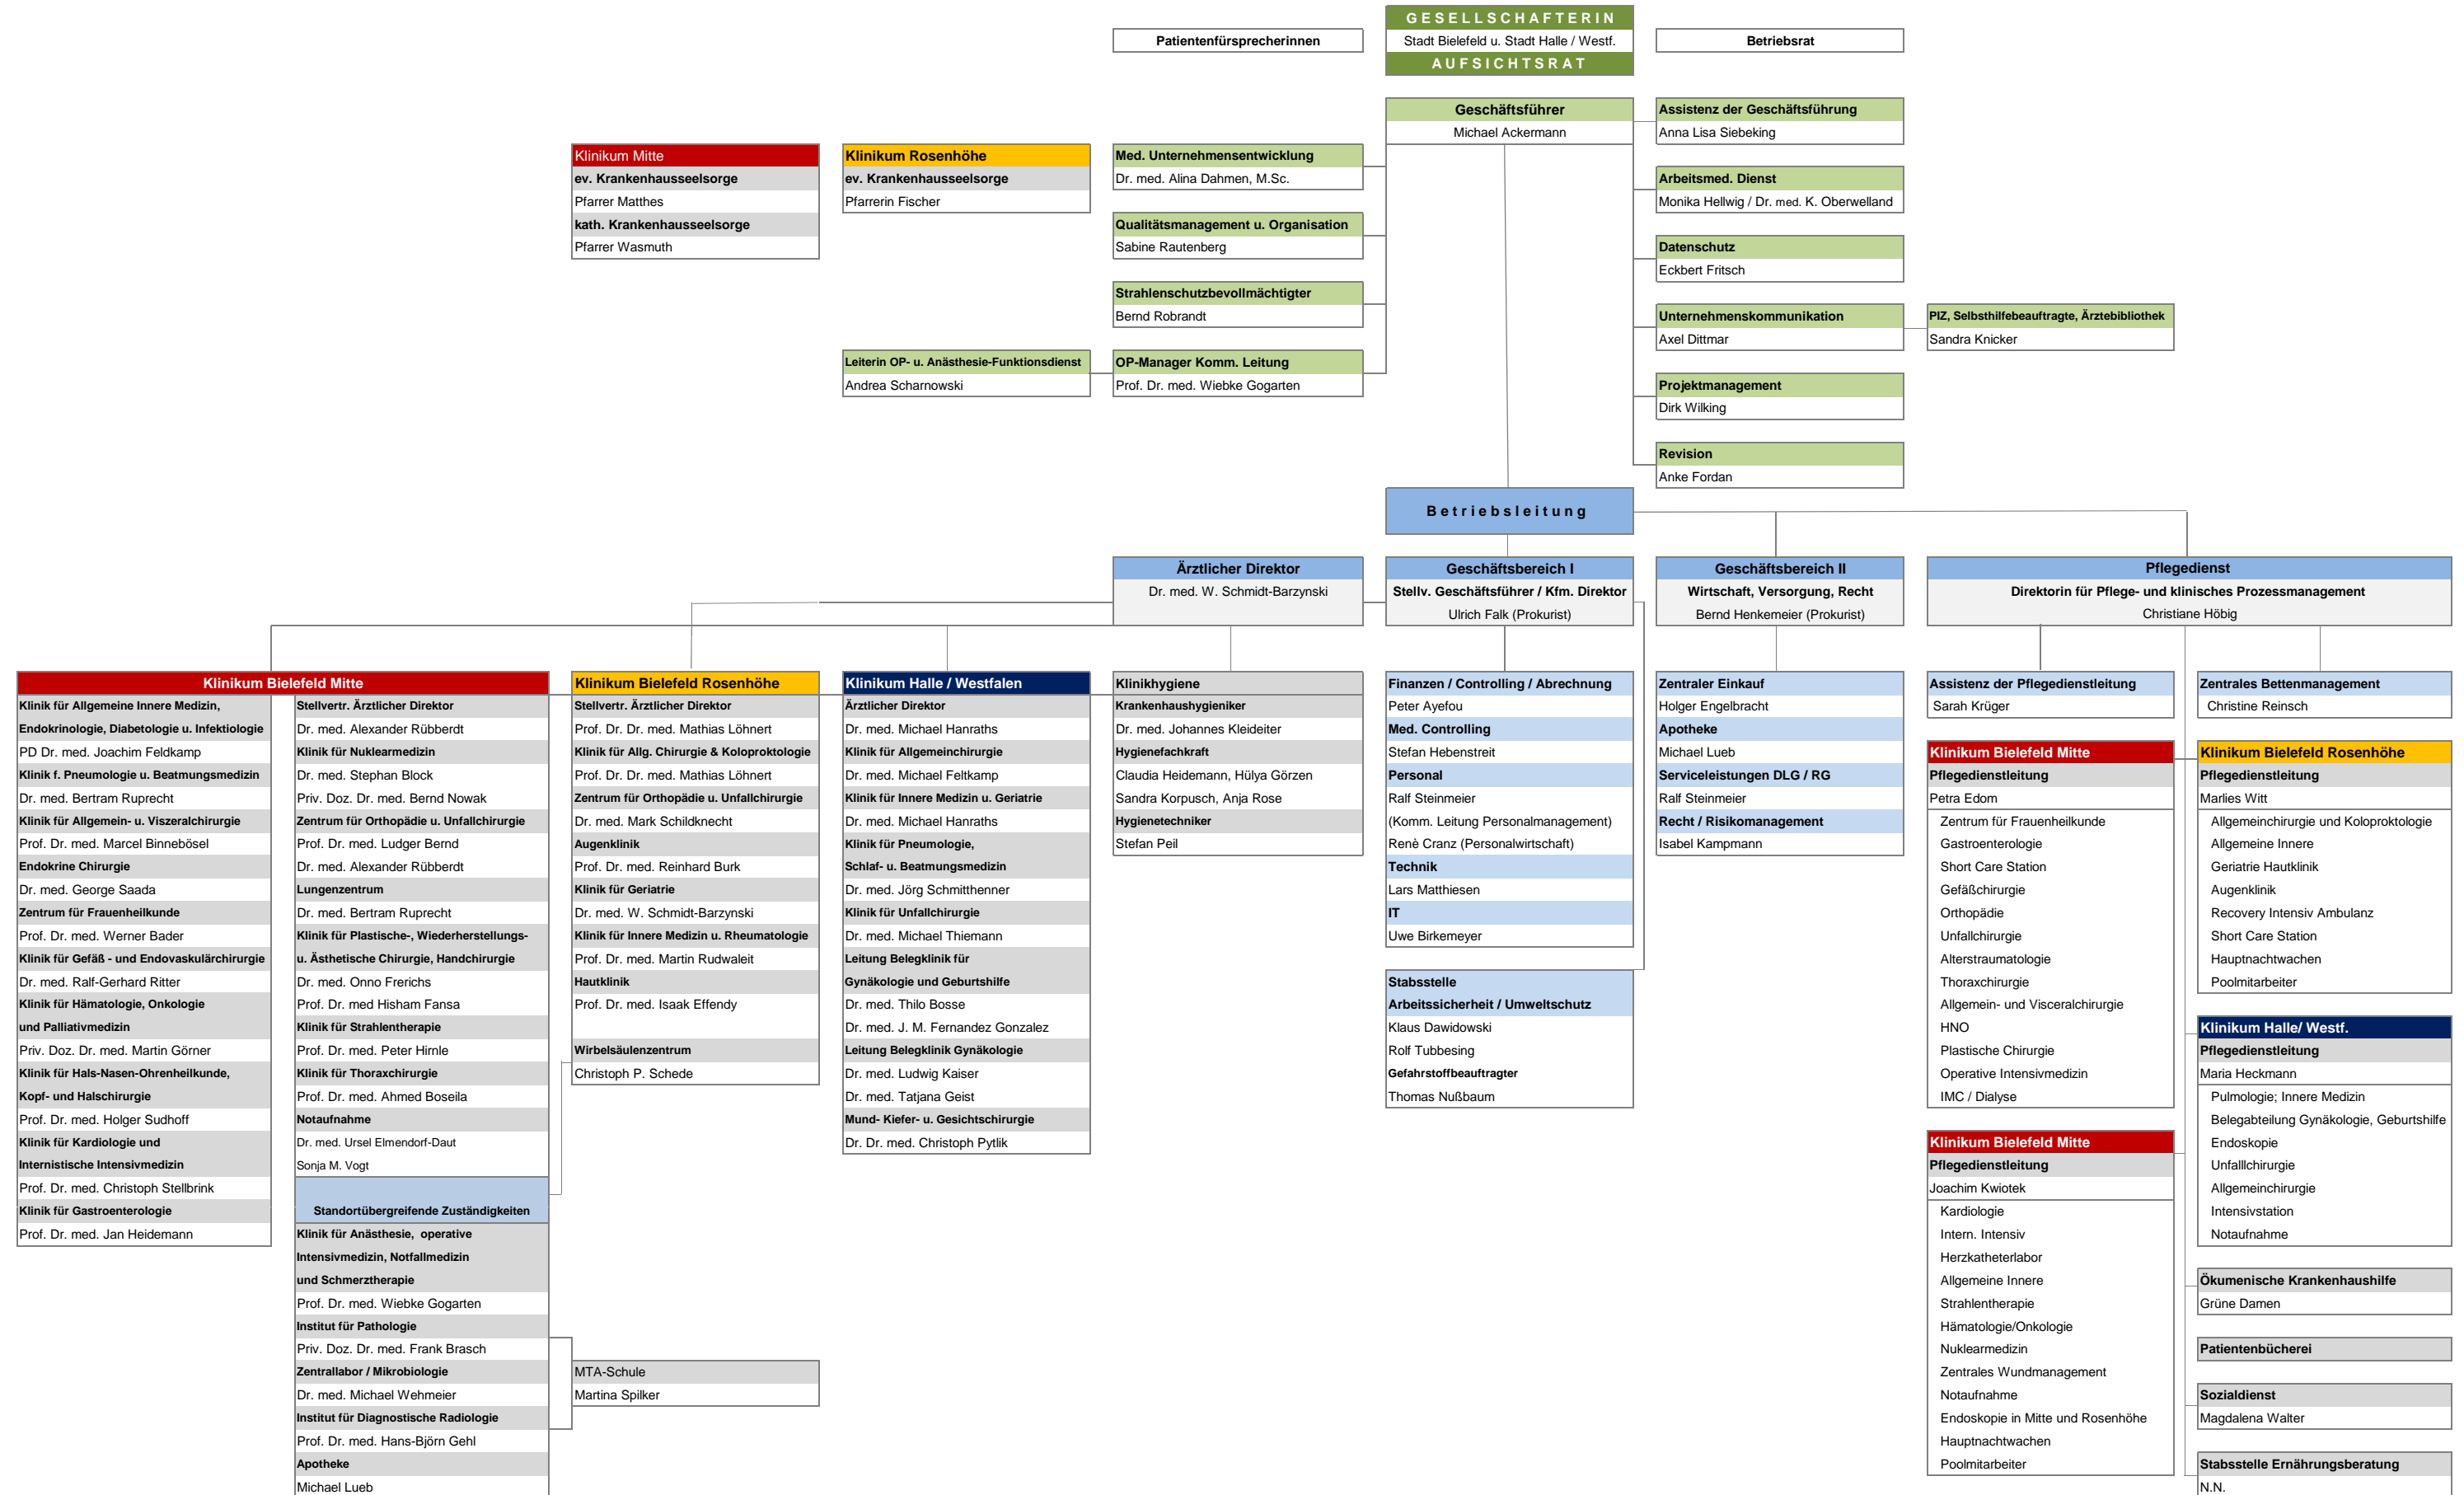 GESELLSCHAFTERIN
Patientenfürsprecherinnen
Stadt Bielefeld u. Stadt Halle / Westf.
Betriebsrat
AUFSICHTSRAT
Geschäftsführer
Michael Ackermann
Assistenz der Geschäftsführung
Anna Lisa Siebeking
Klinikum Mitte
ev. Krankenhausseelsorge
Pfarrer Matthes
kath. Krankenhausseelsorge
Pfarrer Wasmuth
Klinikum Rosenhöhe
ev. Krankenhausseelsorge
Pfarrerin Fischer
Med. Unternehmensentwicklung
Dr. med. Alina Dahmen, M.Sc.
Qualitätsmanagement u. Organisation
Sabine Rautenberg
Strahlenschutzbevollmächtigter
Bernd Robrandt
Leiterin OP- u. Anästhesie-Funktionsdienst
Andrea Scharnowski
OP-Manager Komm. Leitung
Prof. Dr. med. Wiebke Gogarten
Arbeitsmed. Dienst
Monika Hellwig / Dr. med. K. Oberwelland
Datenschutz
Eckbert Fritsch
Unternehmenskommunikation
Axel Dittmar
PIZ, Selbsthilfebeauftragte, Ärztebibliothek
Sandra Knicker
Projektmanagement
Dirk Wilking
Revision
Anke Fordan
Betriebsleitung
Ärztlicher Direktor
Dr. med. W. Schmidt-Barzynski
Geschäftsbereich I
Stellv. Geschäftsführer / Kfm. Direktor
Ulrich Falk (Prokurist)
Geschäftsbereich II
Wirtschaft, Versorgung, Recht
Bernd Henkemeier (Prokurist)
Pflegedienst
Direktorin für Pflege- und klinisches Prozessmanagement
Christiane Höbig
Klinikum Bielefeld Mitte
Klinik für Allgemeine Innere Medizin,
Endokrinologie, Diabetologie u. Infektiologie
PD Dr. med. Joachim Feldkamp
Klinik f. Pneumologie u. Beatmungsmedizin
Dr. med. Bertram Ruprecht
Klinik für Allgemein- u. Viszeralchirurgie
Prof. Dr. med. Marcel Binnebösel
Endokrine Chirurgie
Dr. med. George Saada
Zentrum für Frauenheilkunde
Prof. Dr. med. Werner Bader
Klinik für Gefäß - und Endovaskulärchirurgie
Dr. med. Ralf-Gerhard Ritter
Klinik für Hämatologie, Onkologie
und Palliativmedizin
Priv. Doz. Dr. med. Martin Görner
Klinik für Hals-Nasen-Ohrenheilkunde,
Kopf- und Halschirurgie
Prof. Dr. med. Holger Sudhoff
Klinik für Kardiologie und
Internistische Intensivmedizin
Prof. Dr. med. Christoph Stellbrink
Klinik für Gastroenterologie
Prof. Dr. med. Jan Heidemann
Stellvertr. Ärztlicher Direktor
Dr. med. Alexander Rübberdt
Klinik für Nuklearmedizin
Dr. med. Stephan Block
Priv. Doz. Dr. med. Bernd Nowak
Zentrum für Orthopädie u. Unfallchirurgie
Prof. Dr. med. Ludger Bernd
Dr. med. Alexander Rübberdt
Lungenzentrum
Dr. med. Bertram Ruprecht
Klinik für Plastische-, Wiederherstellungs-
u. Ästhetische Chirurgie, Handchirurgie
Dr. med. Onno Frerichs
Prof. Dr. med Hisham Fansa
Klinik für Strahlentherapie
Prof. Dr. med. Peter Hirnle
Klinik für Thoraxchirurgie
Prof. Dr. med. Ahmed Boseila
Notaufnahme
Dr. med. Ursel Elmendorf-Daut
Sonja M. Vogt
Standortübergreifende Zuständigkeiten
Klinik für Anästhesie, operative
Intensivmedizin, Notfallmedizin
und Schmerztherapie
Prof. Dr. med. Wiebke Gogarten
Institut für Pathologie
Priv. Doz. Dr. med. Frank Brasch
Zentrallabor / Mikrobiologie
Dr. med. Michael Wehmeier
Institut für Diagnostische Radiologie
Prof. Dr. med. Hans-Björn Gehl
Apotheke
Michael Lueb
Klinikum Bielefeld Rosenhöhe
Stellvertr. Ärztlicher Direktor
Prof. Dr. Dr. med. Mathias Löhnert
Klinik für Allg. Chirurgie & Koloproktologie
Prof. Dr. Dr. med. Mathias Löhnert
Zentrum für Orthopädie u. Unfallchirurgie
Dr. med. Mark Schildknecht
Augenklinik
Prof. Dr. med. Reinhard Burk
Klinik für Geriatrie
Dr. med. W. Schmidt-Barzynski
Klinik für Innere Medizin u. Rheumatologie
Prof. Dr. med. Martin Rudwaleit
Hautklinik
Prof. Dr. med. Isaak Effendy
Wirbelsäulenzentrum
Christoph P. Schede
MTA-Schule
Martina Spilker
Klinikum Halle / Westfalen
Ärztlicher Direktor
Dr. med. Michael Hanraths
Klinik für Allgemeinchirurgie
Dr. med. Michael Feltkamp
Klinik für Innere Medizin u. Geriatrie
Dr. med. Michael Hanraths
Klinik für Pneumologie,
Schlaf- u. Beatmungsmedizin
Dr. med. Jörg Schmitthenner
Klinik für Unfallchirurgie
Dr. med. Michael Thiemann
Leitung Belegklinik für
Gynäkologie und Geburtshilfe
Dr. med. Thilo Bosse
Dr. med. J. M. Fernandez Gonzalez
Leitung Belegklinik Gynäkologie
Dr. med. Ludwig Kaiser
Dr. med. Tatjana Geist
Mund- Kiefer- u. Gesichtschirurgie
Dr. Dr. med. Christoph Pytlik
Klinikhygiene
Krankenhaushygieniker
Dr. med. Johannes Kleideiter
Hygienefachkraft
Claudia Heidemann, Hülya Görzen
Sandra Korpusch, Anja Rose
Hygienetechniker
Stefan Peil
Finanzen / Controlling / Abrechnung
Peter Ayefou
Med. Controlling
Stefan Hebenstreit
Personal
Ralf Steinmeier
(Komm. Leitung Personalmanagement)
Renè Cranz (Personalwirtschaft)
Technik
Lars Matthiesen
IT
Uwe Birkemeyer
Stabsstelle
Arbeitssicherheit / Umweltschutz
Klaus Dawidowski
Rolf Tubbesing
Gefahrstoffbeauftragter
Thomas Nußbaum
Zentraler Einkauf
Holger Engelbracht
Apotheke
Michael Lueb
Serviceleistungen DLG / RG
Ralf Steinmeier
Recht / Risikomanagement
Isabel Kampmann
Assistenz der Pflegedienstleitung
Sarah Krüger
Klinikum Bielefeld Mitte
Pflegedienstleitung
Petra Edom
Zentrum für Frauenheilkunde
Gastroenterologie
Short Care Station
Gefäßchirurgie
Orthopädie
Unfallchirurgie
Alterstraumatologie
Thoraxchirurgie
Allgemein- und Visceralchirurgie
HNO
Plastische Chirurgie
Operative Intensivmedizin
IMC / Dialyse
Klinikum Bielefeld Mitte
Pflegedienstleitung
Joachim Kwiotek
Kardiologie
Intern. Intensiv
Herzkatheterlabor
Allgemeine Innere
Strahlentherapie
Hämatologie/Onkologie
Nuklearmedizin
Zentrales Wundmanagement
Notaufnahme
Endoskopie in Mitte und Rosenhöhe
Hauptnachtwachen
Poolmitarbeiter
Zentrales Bettenmanagement
Christine Reinsch
Klinikum Bielefeld Rosenhöhe
Pflegedienstleitung
Marlies Witt
Allgemeinchirurgie und Koloproktologie
Allgemeine Innere
Geriatrie Hautklinik
Augenklinik
Recovery Intensiv Ambulanz
Short Care Station
Hauptnachtwachen
Poolmitarbeiter
Klinikum Halle/ Westf.
Pflegedienstleitung
Maria Heckmann
Pulmologie; Innere Medizin
Belegabteilung Gynäkologie, Geburtshilfe
Endoskopie
Unfalllchirurgie
Allgemeinchirurgie
Intensivstation
Notaufnahme
Ökumenische Krankenhaushilfe
Grüne Damen
Patientenbücherei
Sozialdienst
Magdalena Walter
Stabsstelle Ernährungsberatung
N.N.